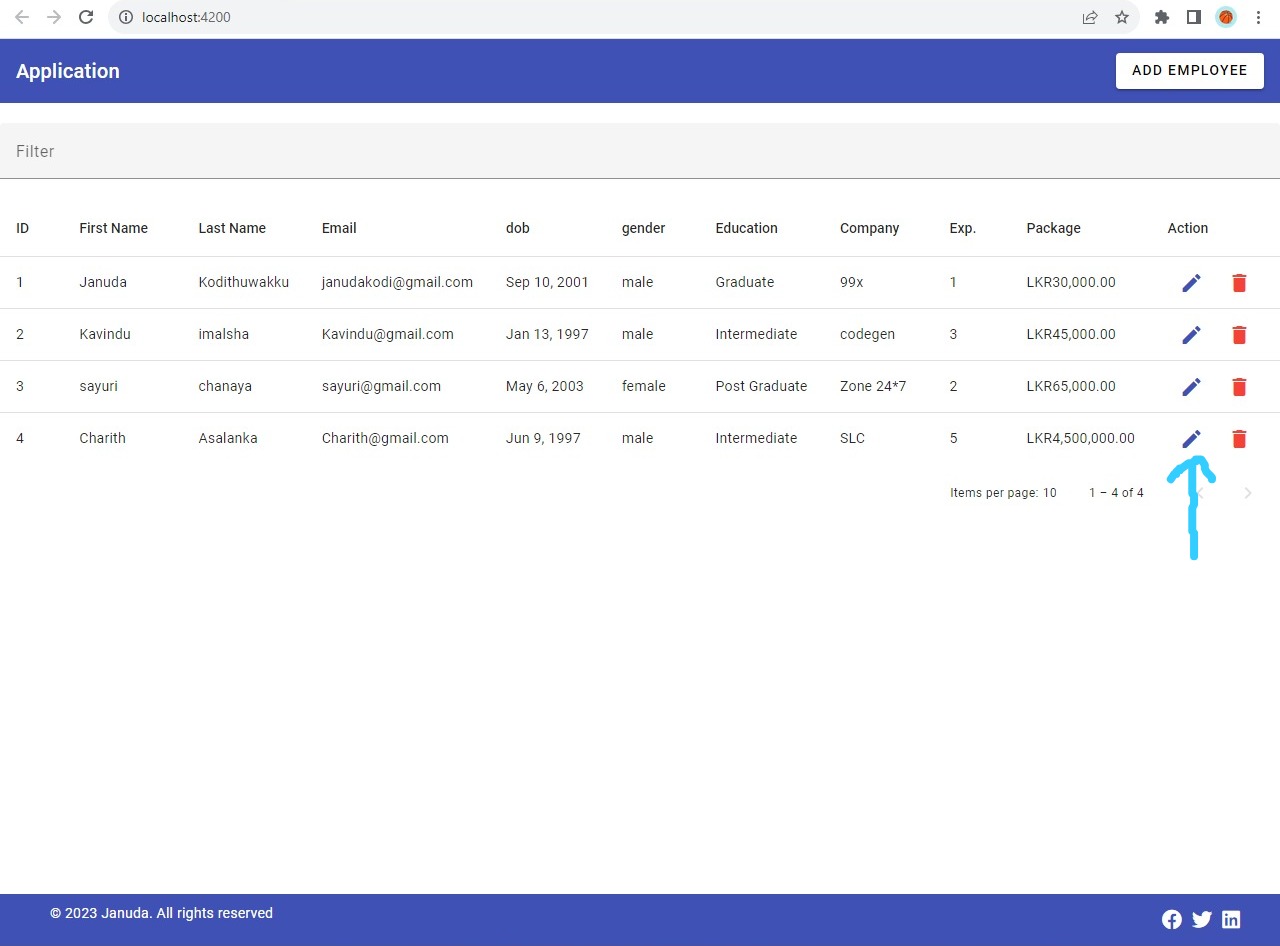 localhost:4200
Application ADD EMPLOYEE
Filter
ID First Name Last Name Email dob gender Education Company Exp. Package Action
1 Januda Kodithuwakku janudakodi@gmail.com Sep 10, 2001 male Graduate 99x 1 LKR30,000.00
2 Kavindu imalsha Kavindu@gmail.com Jan 13, 1997 male Intermediate codegen 3 LKR45,000.00
3 sayuri chanaya sayuri@gmail.com May 6, 2003 female Post Graduate Zone 24*7 2 LKR65,000.00
4 Charith Asalanka Charith@gmail.com Jun 9, 1997 male Intermediate SLC 5 LKR4,500,000.00
Items per page: 10 1 – 4 of 4
© 2023 Januda. All rights reserved